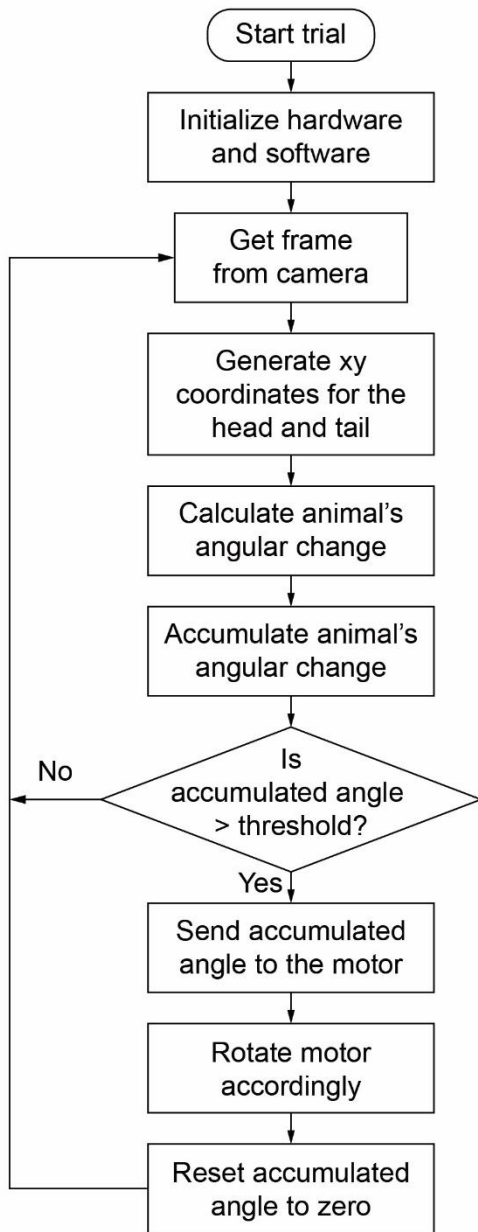 Start trial
Initialize hardware
and software
Get frame
from camera
Generate xy
coordinates for the
head and tail
Calculate animal’s
angular change
Accumulate animal’s
angular change
Is
accumulated angle
> threshold?
No
Yes
Send accumulated
angle to the motor
Rotate motor
accordingly
Reset accumulated
angle to zero